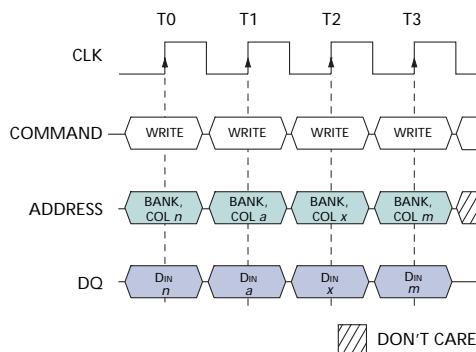 T0 T1 T2 T3
CLK
COMMAND WRITE WRITE WRITE WRITE
ADDRESS BANK, COL n BANK, COL a BANK, COL x BANK, COL m
DQ DIN n DIN a DIN x DIN m
DON'T CARE